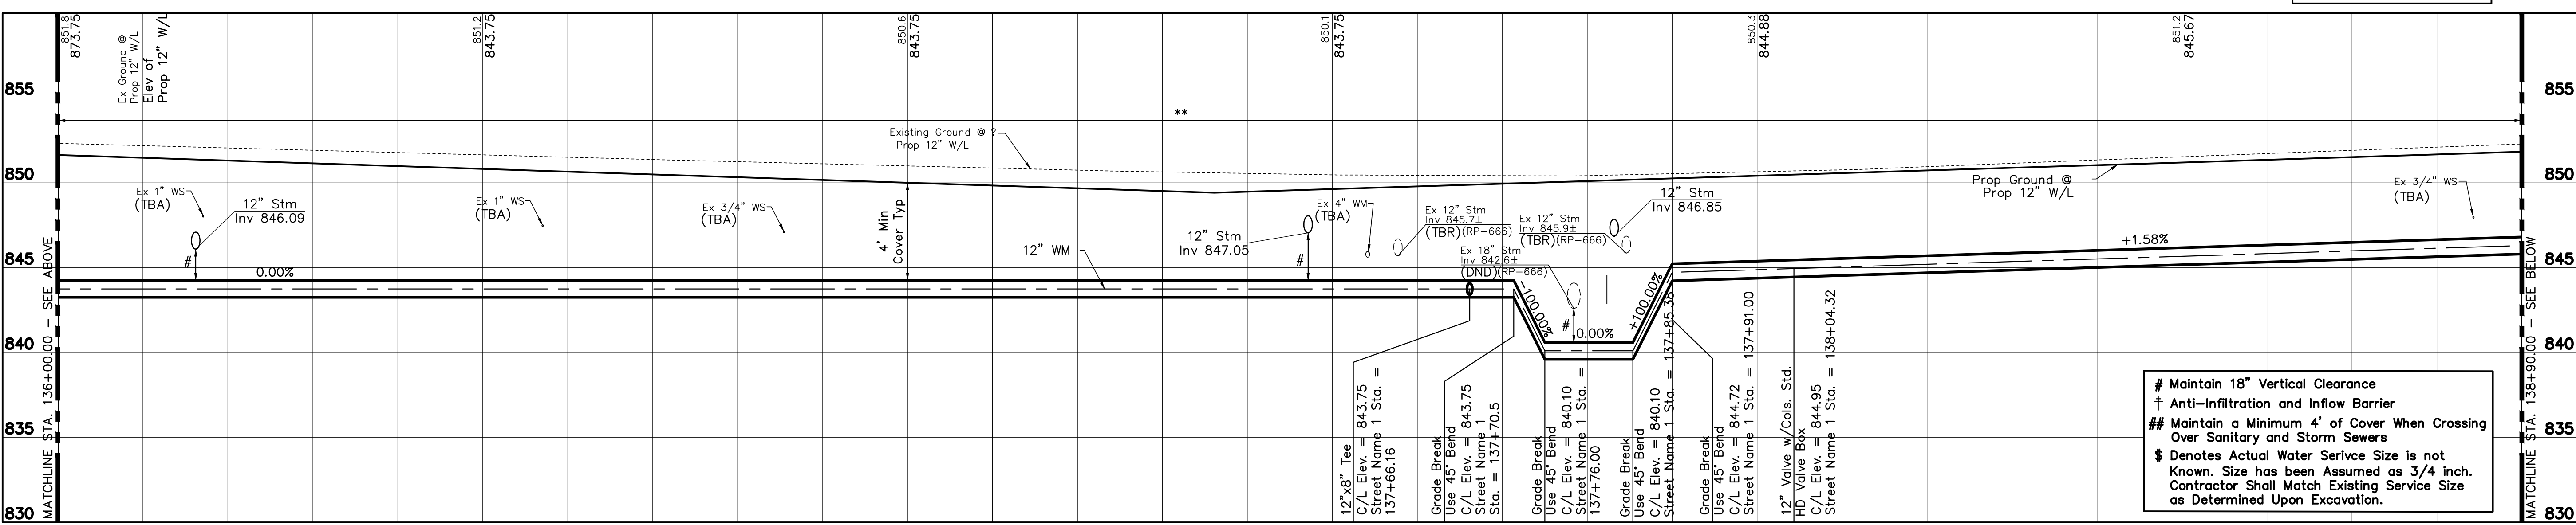 851.8
873.75
Ex Ground @
Prop 12" W/L
Elev of
Prop 12" W/L
851.2
843.75
850.6
843.75
850.1
843.75
850.3
844.88
851.2
845.67
855
855
**
Existing Ground @ ?
Prop 12" W/L
850
850
Ex 1" WS
(TBA)
12" Stm
Inv 846.09
#
Ex 1" WS
(TBA)
Ex 3/4" WS
(TBA)
4' Min
Cover Typ
12" WM
12" Stm
Inv 847.05
#
Ex 4" WM
(TBA)
Ex 12" Stm
Inv 845.7±
(TBR)(RP-666)
Ex 12" Stm
Inv 845.9±
(TBR)(RP-666)
Ex 18" Stm
Inv 842.6±
(DND)(RP-666)
12" Stm
Inv 846.85
Prop Ground @
Prop 12" W/L
Ex 3/4" WS
(TBA)
845
845
0.00%
-100.00%
#
0.00%
+100.00%
+1.58%
840
840
835
835
830
830
MATCHLINE STA. 136+00.00 - SEE ABOVE
12"x8" Tee
C/L Elev. = 843.75
Street Name 1 Sta. =
137+66.16
Grade Break
Use 45° Bend
C/L Elev. = 843.75
Street Name 1
Sta. = 137+70.5
Grade Break
Use 45° Bend
C/L Elev. = 840.10
Street Name 1 Sta. =
137+76.00
Grade Break
Use 45° Bend
C/L Elev. = 840.10
Street Name 1 Sta. = 137+85.38
Grade Break
Use 45° Bend
C/L Elev. = 844.72
Street Name 1 Sta. = 137+91.00
12" Valve w/Cols. Std.
HD Valve Box
C/L Elev. = 844.95
Street Name 1 Sta. = 138+04.32
# Maintain 18" Vertical Clearance
† Anti-Infiltration and Inflow Barrier
## Maintain a Minimum 4' of Cover When Crossing
Over Sanitary and Storm Sewers
$ Denotes Actual Water Serivce Size is not
Known. Size has been Assumed as 3/4 inch.
Contractor Shall Match Existing Service Size
as Determined Upon Excavation.
MATCHLINE STA. 138+90.00 - SEE BELOW